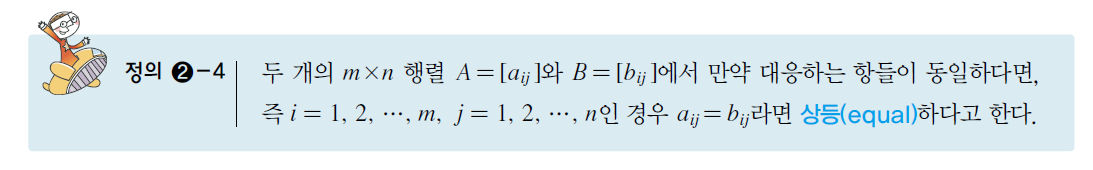 정의 ❷-4 두 개의 m×n 행렬 A=[aij]와 B=[bij]에서 만약 대응하는 항들이 동일하다면,
즉 i = 1, 2, ⋯, m, j = 1, 2, ⋯, n인 경우 aij=bij라면 상등(equal)하다고 한다.